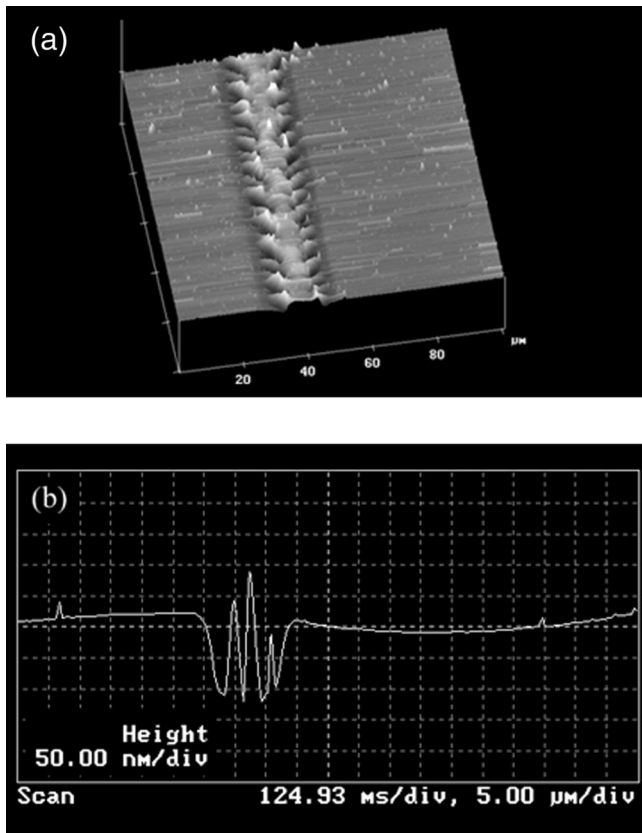 (a)
20 40 60 80 μm
(b)
Height
50.00 nm/div
Scan 124.93 ms/div, 5.00 μm/div